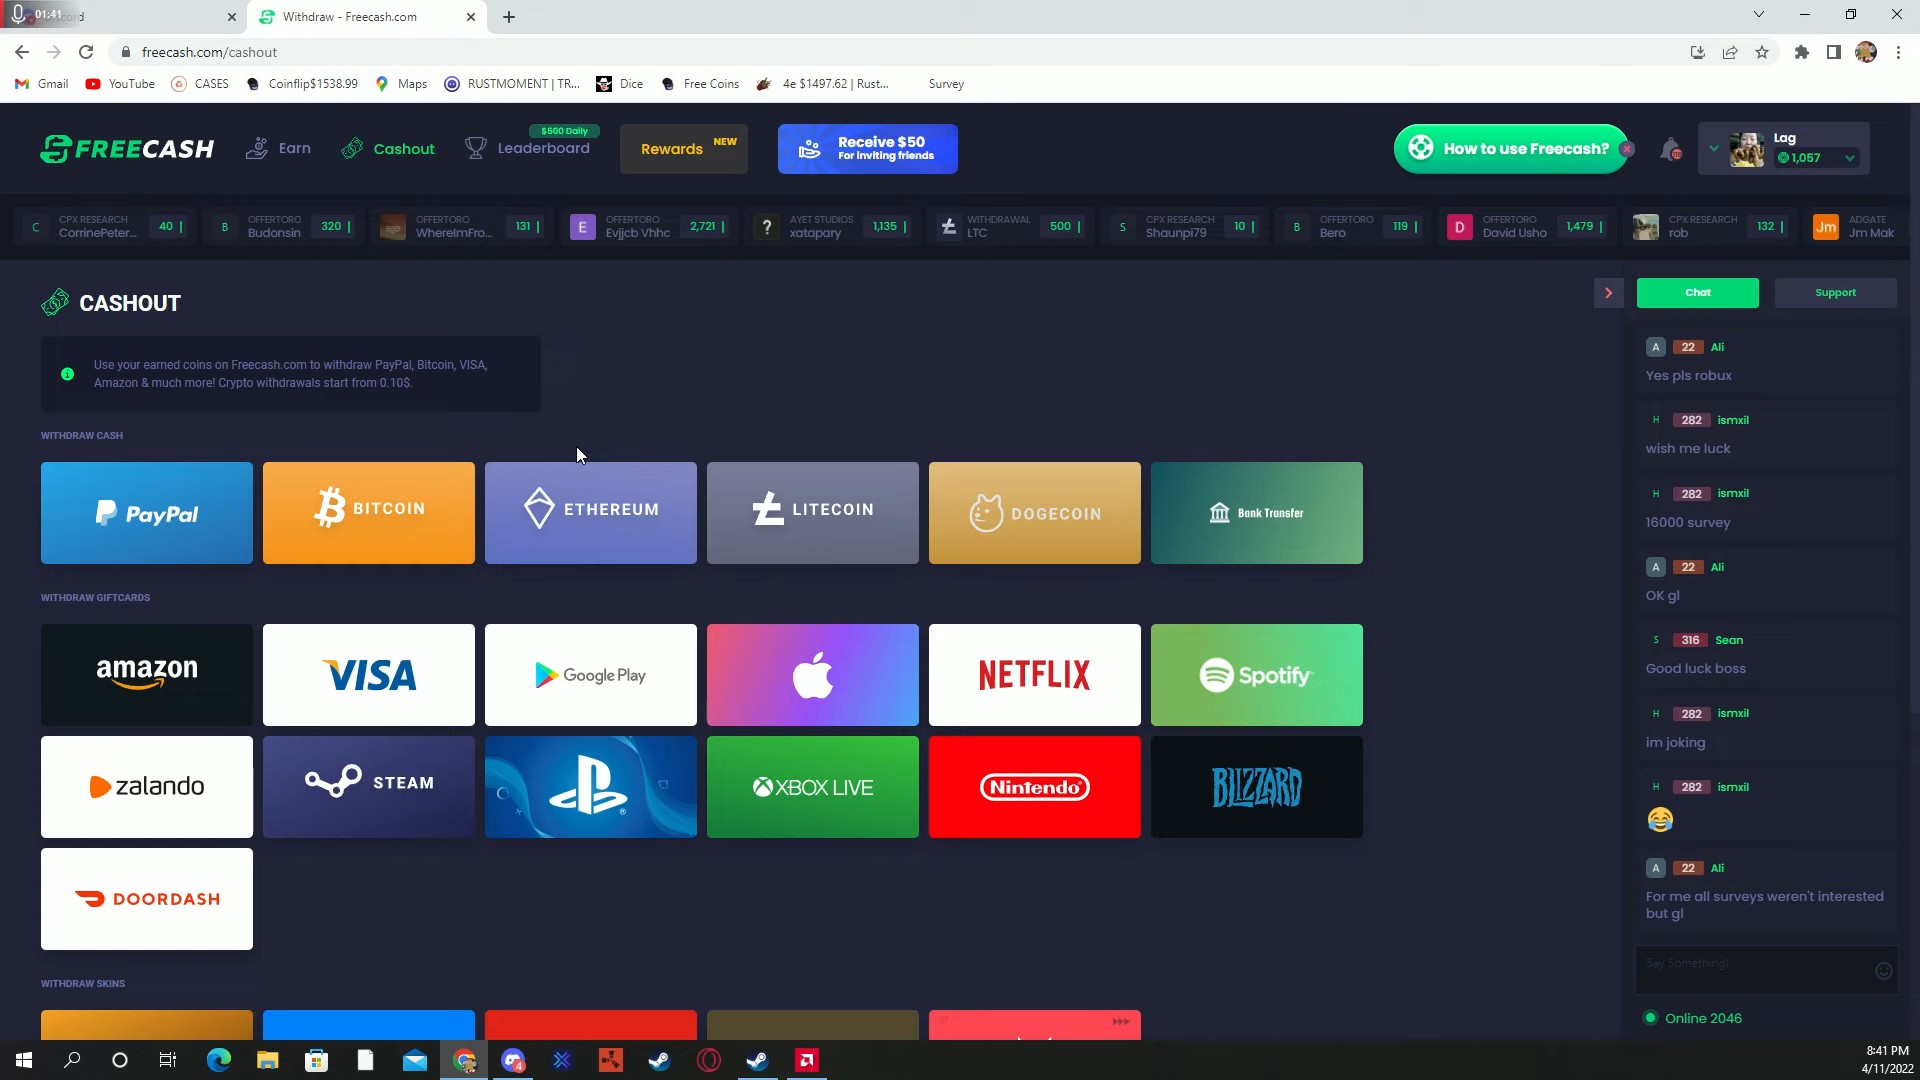 01:41
Withdraw - Freecash.com
freecash.com/cashout
Gmail
YouTube
CASES
Coinflip$1538.99
Maps
RUSTMOMENT | TR...
Dice
Free Coins
4e $1497.62 | Rust...
Survey
FREECASH
Earn
Cashout
$500 Daily
Leaderboard
Rewards NEW
Receive $50
For inviting friends
How to use Freecash?
Lag
1,057
C CPX RESEARCH
CorrinePeter... 40
B OFFERTORO
Budonsin 320
OFFERTORO
WhereImFro... 131
E OFFERTORO
Evjjcb Vhhc 2,721
? AYET STUDIOS
xatapary 1,135
WITHDRAWAL
LTC 500
S CPX RESEARCH
Shaunpi79 10
B OFFERTORO
Bero 119
D OFFERTORO
David Usho 1,479
CPX RESEARCH
rob 132
Jm ADGATE
Jm Mak
CASHOUT
Use your earned coins on Freecash.com to withdraw PayPal, Bitcoin, VISA,
Amazon & much more! Crypto withdrawals start from 0.10$.
WITHDRAW CASH
PayPal
BITCOIN
ETHEREUM
LITECOIN
DOGECOIN
Bank Transfer
WITHDRAW GIFTCARDS
amazon
VISA
Google Play
NETFLIX
Spotify
zalando
STEAM
XBOX LIVE
Nintendo
BLIZZARD
DOORDASH
WITHDRAW SKINS
Chat
Support
A 22 Ali
Yes pls robux
H 282 ismxil
wish me luck
H 282 ismxil
16000 survey
A 22 Ali
OK gl
S 316 Sean
Good luck boss
H 282 ismxil
im joking
H 282 ismxil
😂
A 22 Ali
For me all surveys weren't interested
but gl
Say Something!
Online 2046
4
8:41 PM
4/11/2022